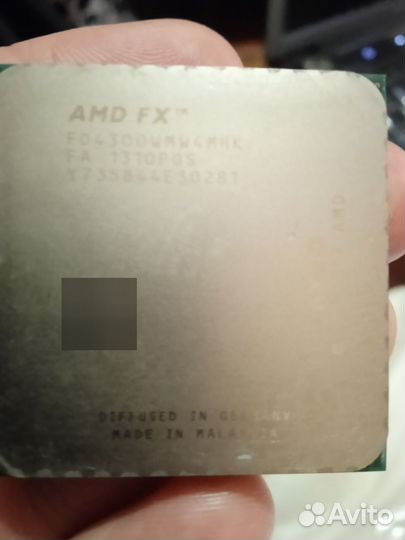 AMD FX™
FD4300WMW4MHK
FA 1310PGS
Y735844E30281
AMD
DIFFUSED IN GERMANY
MADE IN MALAYSIA
Avito